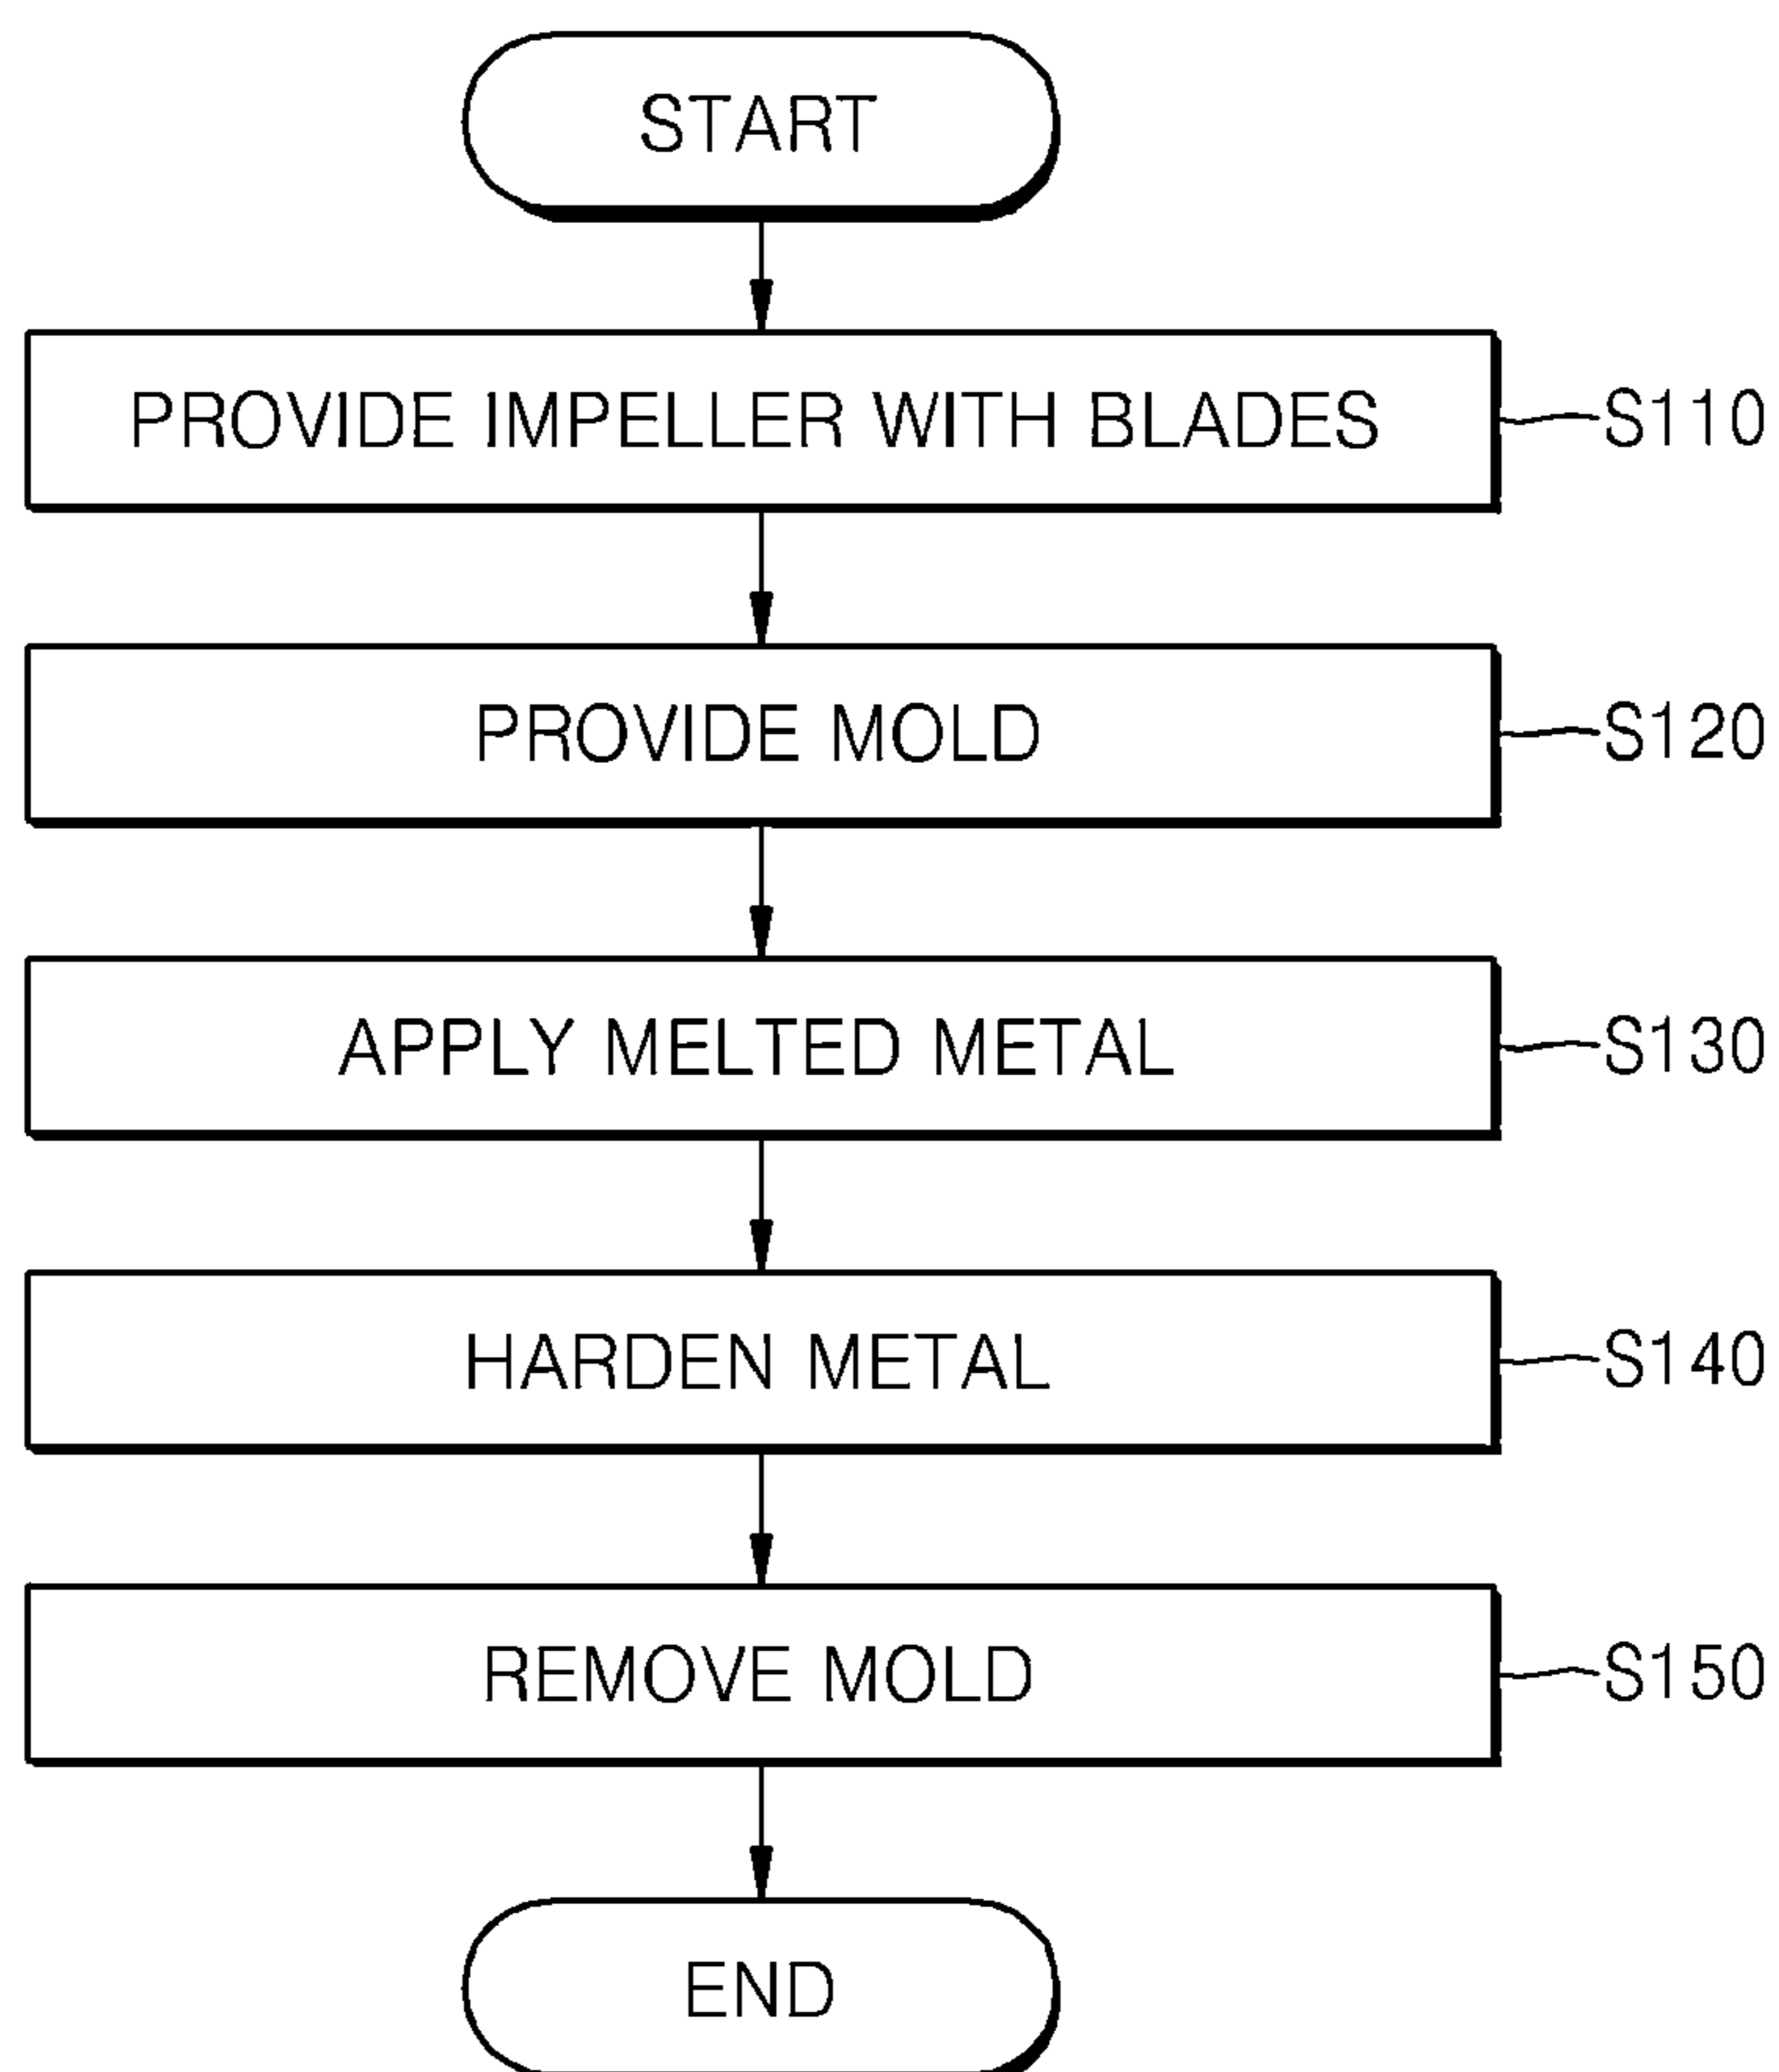 START
PROVIDE IMPELLER WITH BLADES S110
PROVIDE MOLD S120
APPLY MELTED METAL S130
HARDEN METAL S140
REMOVE MOLD S150
END